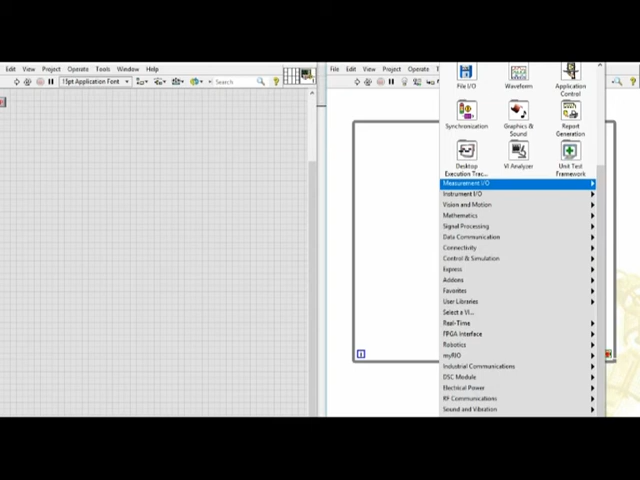 Edit View Project Operate Tools Window Help
15pt Application Font
Search
File Edit View Project Operate
File I/O Waveform Application Control
Synchronization Graphics & Sound Report Generation
Desktop Execution Trac... VI Analyzer Unit Test Framework
Measurement I/O
Instrument I/O
Vision and Motion
Mathematics
Signal Processing
Data Communication
Connectivity
Control & Simulation
Express
Addons
Favorites
User Libraries
Select a VI...
Real-Time
FPGA Interface
Robotics
myRIO
Industrial Communications
DSC Module
Electrical Power
RF Communications
Sound and Vibration
i